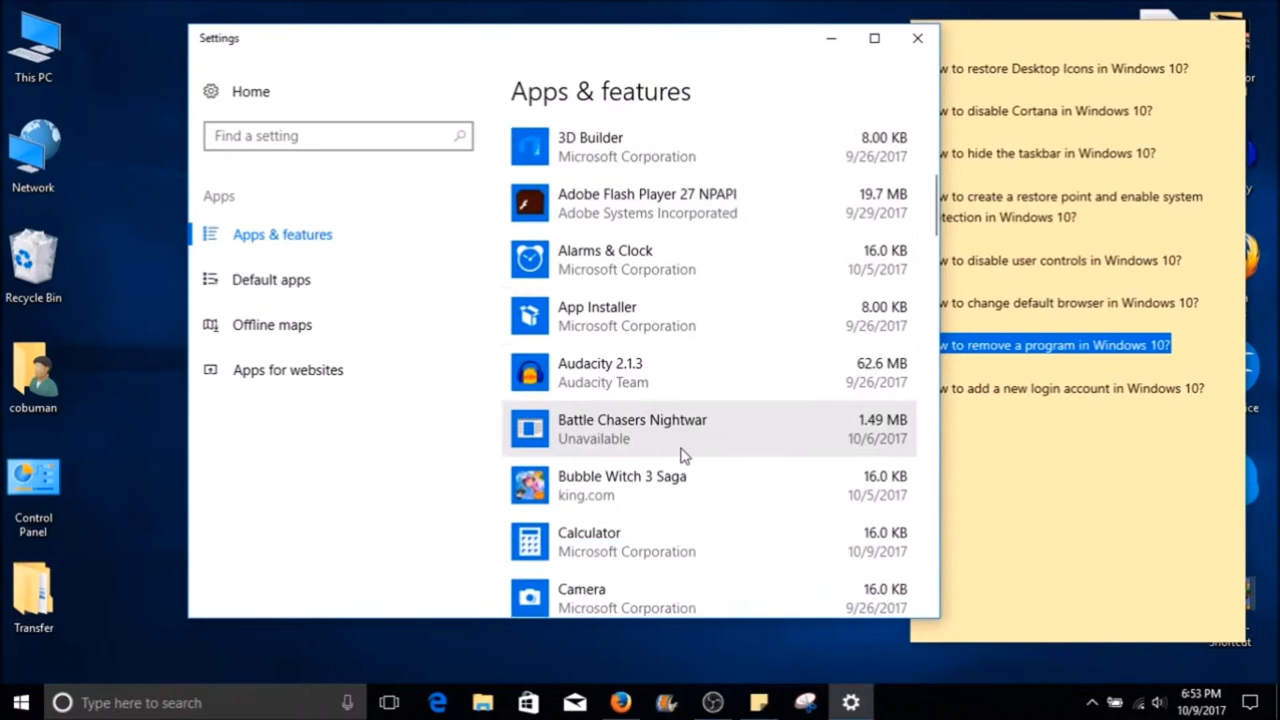 This PC
Network
Recycle Bin
cobuman
Control
Panel
Transfer
Settings
Home
Find a setting
Apps
Apps & features
Default apps
Offline maps
Apps for websites
Apps & features
3D Builder 8.00 KB
Microsoft Corporation 9/26/2017
Adobe Flash Player 27 NPAPI 19.7 MB
Adobe Systems Incorporated 9/29/2017
Alarms & Clock 16.0 KB
Microsoft Corporation 10/5/2017
App Installer 8.00 KB
Microsoft Corporation 9/26/2017
Audacity 2.1.3 62.6 MB
Audacity Team 9/26/2017
Battle Chasers Nightwar 1.49 MB
Unavailable 10/6/2017
Bubble Witch 3 Saga 16.0 KB
king.com 10/5/2017
Calculator 16.0 KB
Microsoft Corporation 10/9/2017
Camera 16.0 KB
Microsoft Corporation 9/26/2017
w to restore Desktop Icons in Windows 10?
w to disable Cortana in Windows 10?
w to hide the taskbar in Windows 10?
w to create a restore point and enable system
tection in Windows 10?
w to disable user controls in Windows 10?
w to change default browser in Windows 10?
w to remove a program in Windows 10?
w to add a new login account in Windows 10?
Type here to search
6:53 PM
10/9/2017